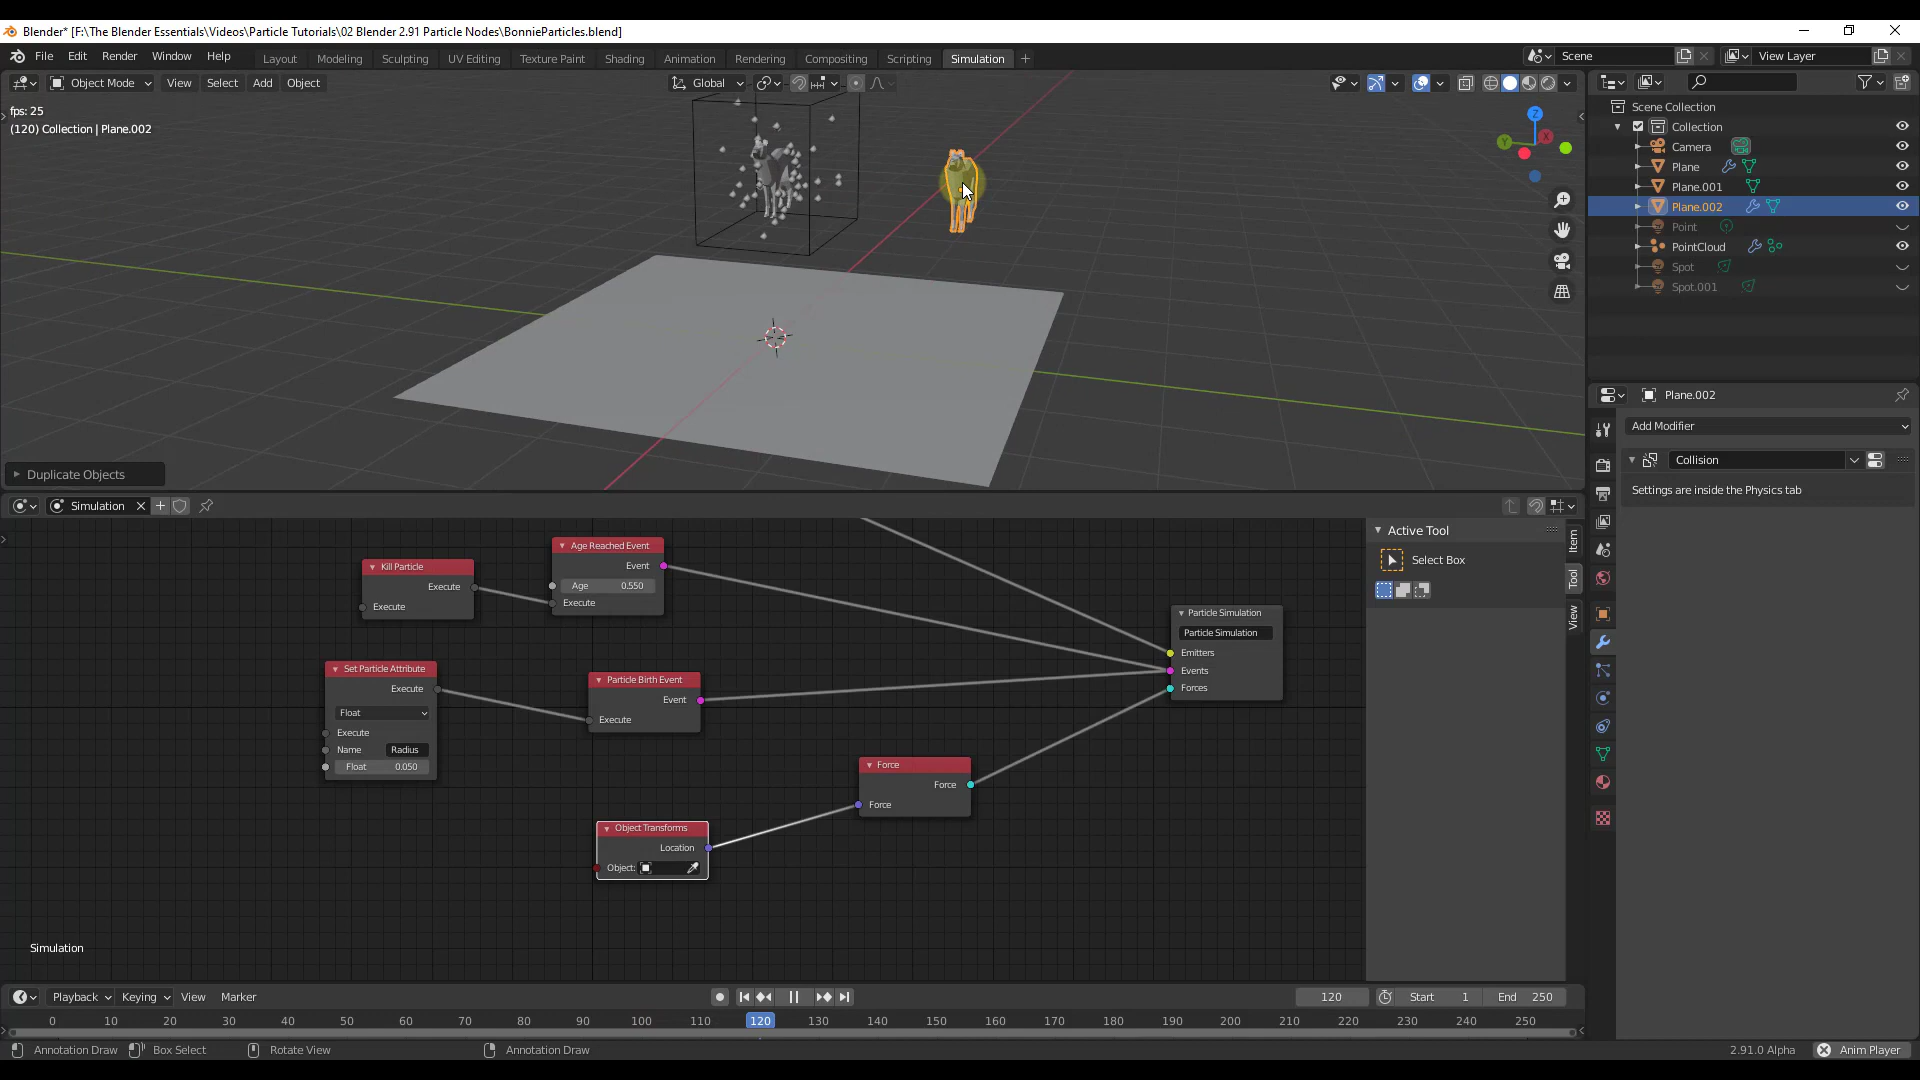 Blender* [F:\The Blender Essentials\Videos\Particle Tutorials\02 Blender 2.91 Particle Nodes\BonnieParticles.blend]
File Edit Render Window Help Layout Modeling Sculpting UV Editing Texture Paint Shading Animation Rendering Compositing Scripting Simulation + Scene View Layer
Object Mode View Select Add Object Global
fps: 25
(120) Collection | Plane.002
Duplicate Objects
Z
Y
X
Scene Collection
Collection
Camera
Plane
Plane.001
Plane.002
Point
PointCloud
Spot
Spot.001
Plane.002
Add Modifier
Collision
Settings are inside the Physics tab
Simulation
Kill Particle
Execute
Execute
Age Reached Event
Event
Age 0.550
Execute
Set Particle Attribute
Execute
Float
Execute
Name Radius
Float 0.050
Particle Birth Event
Event
Execute
Object Transforms
Location
Object:
Force
Force
Force
Particle Simulation
Particle Simulation
Emitters
Events
Forces
Simulation
Active Tool
Select Box
Item
Tool
View
Playback Keying View Marker 120 Start 1 End 250
0 10 20 30 40 50 60 70 80 90 100 110 120 130 140 150 160 170 180 190 200 210 220 230 240 250
Annotation Draw Box Select Rotate View Annotation Draw 2.91.0 Alpha Anim Player